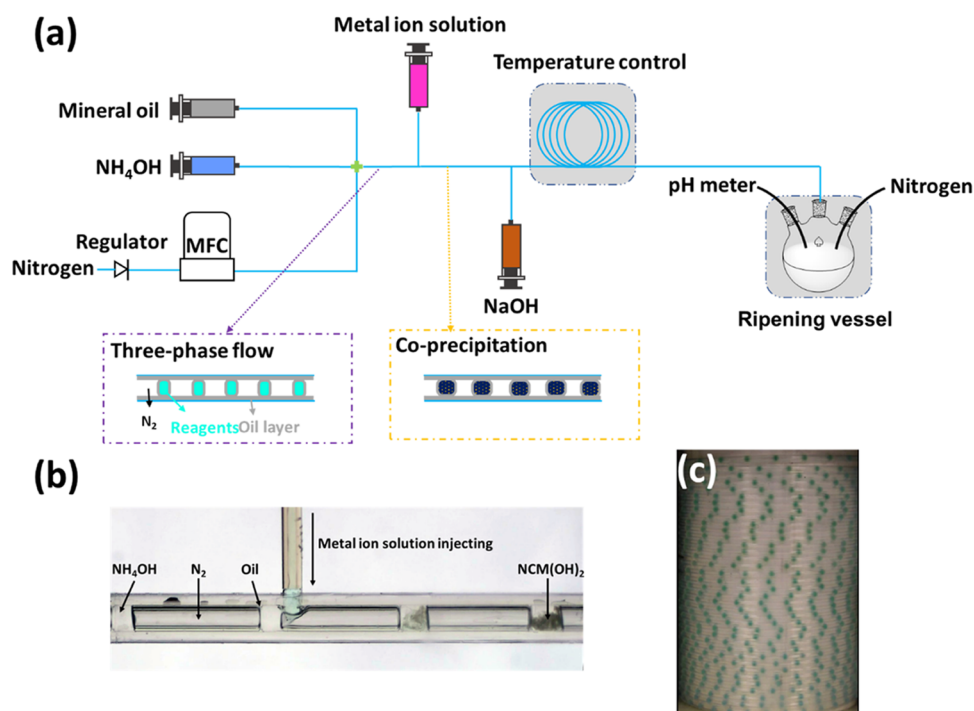 (a)
Metal ion solution
Temperature control
Mineral oil
NH₄OH
pH meter
Nitrogen
Regulator
MFC
Nitrogen
NaOH
Ripening vessel
Three-phase flow
N₂
Reagents
Oil layer
Co-precipitation
(b)
Metal ion solution injecting
NH₄OH
N₂
Oil
NCM(OH)₂
(c)